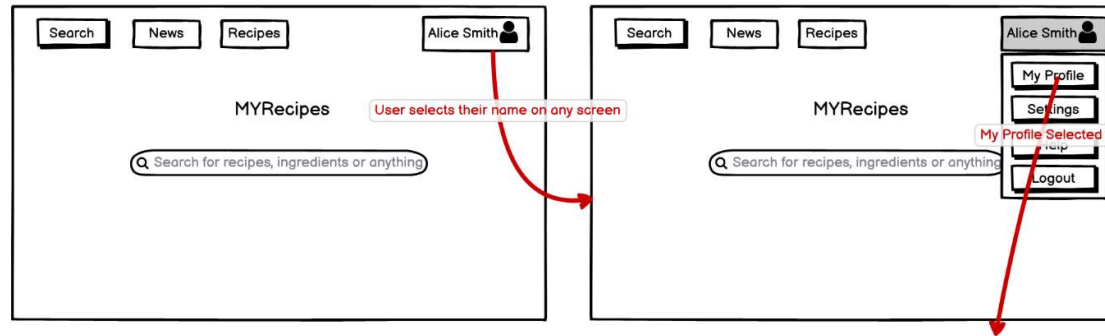 Search News Recipes Alice Smith
MYRecipes
User selects their name on any screen
Search for recipes, ingredients or anything
Search News Recipes Alice Smith
My Profile
MYRecipes
Settings
My Profile Selected
Help
Search for recipes, ingredients or anything
Logout